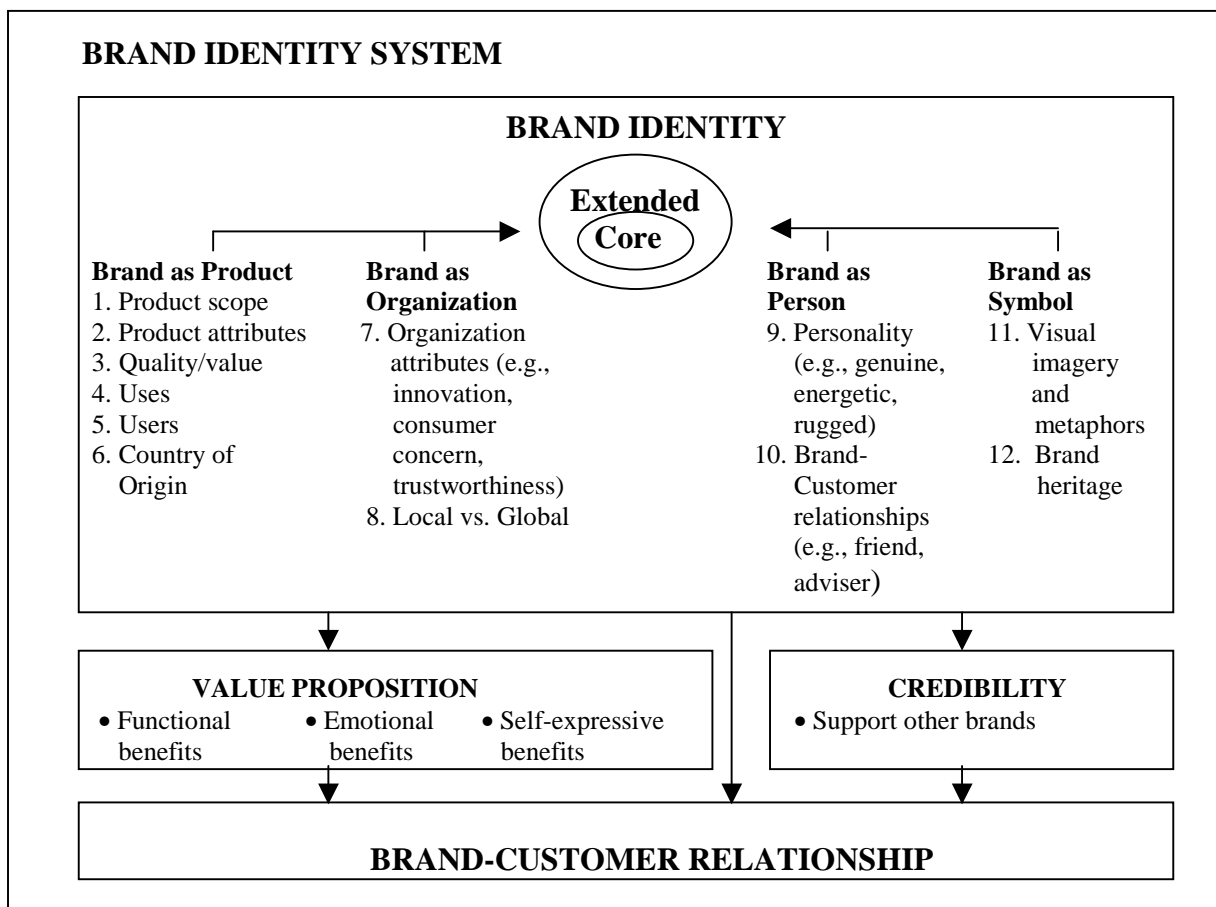 BRAND IDENTITY SYSTEM
BRAND IDENTITY
Extended
Core
Brand as Product
1. Product scope
2. Product attributes
3. Quality/value
4. Uses
5. Users
6. Country of
Origin
Brand as
Organization
7. Organization
attributes (e.g.,
innovation,
consumer
concern,
trustworthiness)
8. Local vs. Global
Brand as
Person
9. Personality
(e.g., genuine,
energetic,
rugged)
10. Brand-
Customer
relationships
(e.g., friend,
adviser)
Brand as
Symbol
11. Visual
imagery
and
metaphors
12. Brand
heritage
VALUE PROPOSITION
• Functional
benefits
• Emotional
benefits
• Self-expressive
benefits
CREDIBILITY
• Support other brands
BRAND-CUSTOMER RELATIONSHIP